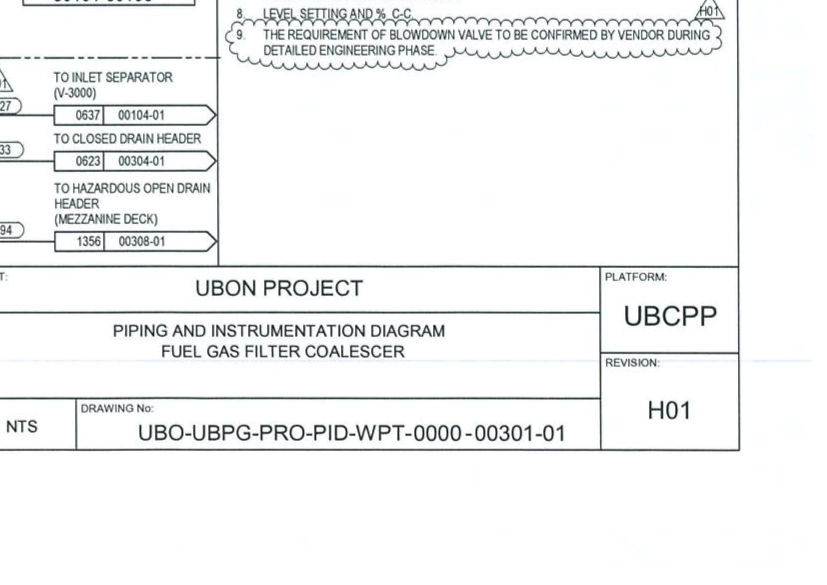 8. LEVEL SETTING AND % C-C.
H01
9. THE REQUIREMENT OF BLOWDOWN VALVE TO BE CONFIRMED BY VENDOR DURING
DETAILED ENGINEERING PHASE.
TO INLET SEPARATOR
(V-3000)
27
0637 00104-01
TO CLOSED DRAIN HEADER
33
0623 00304-01
TO HAZARDOUS OPEN DRAIN
HEADER
(MEZZANINE DECK)
94
1356 00308-01
T:
UBON PROJECT
PLATFORM:
UBCPP
PIPING AND INSTRUMENTATION DIAGRAM
FUEL GAS FILTER COALESCER
REVISION:
H01
NTS
DRAWING No:
UBO-UBPG-PRO-PID-WPT-0000-00301-01